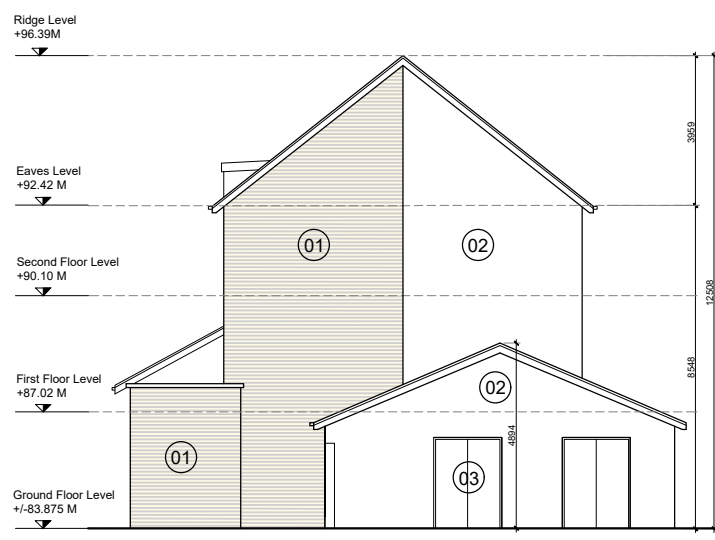 Ridge Level
+96.39M
3959
Eaves Level
+92.42 M
01
02
Second Floor Level
+90.10 M
12508
8548
First Floor Level
+87.02 M
02
4894
01
03
Ground Floor Level
+/-83.875 M